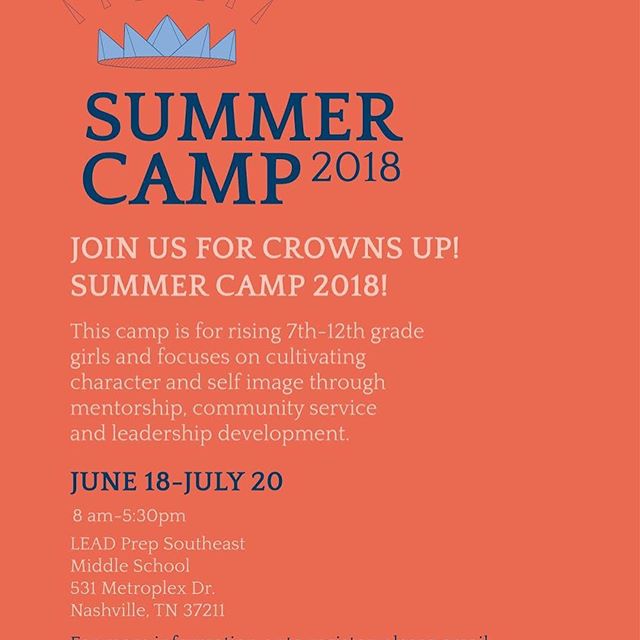 SUMMER
CAMP 2018
JOIN US FOR CROWNS UP!
SUMMER CAMP 2018!
This camp is for rising 7th-12th grade
girls and focuses on cultivating
character and self image through
mentorship, community service
and leadership development.
JUNE 18-JULY 20
8 am-5:30pm
LEAD Prep Southeast
Middle School
531 Metroplex Dr.
Nashville, TN 37211